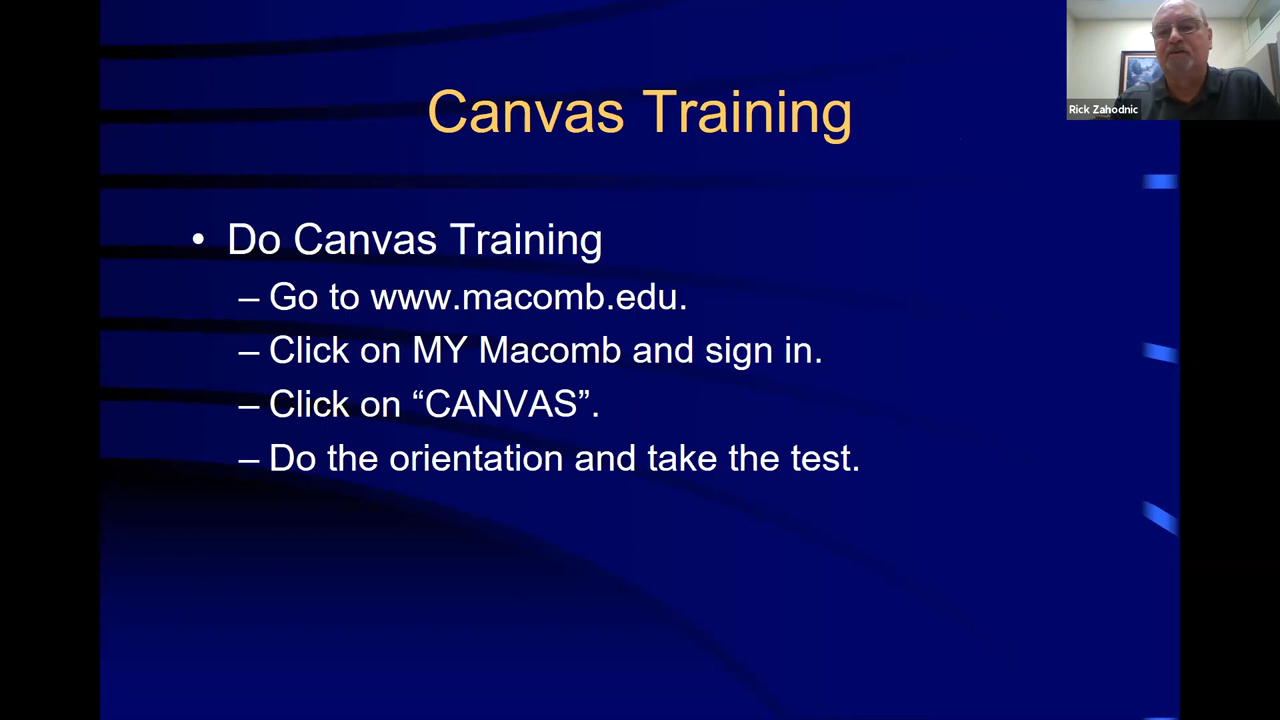 Canvas Training
Rick Zahodnic
• Do Canvas Training
– Go to www.macomb.edu.
– Click on MY Macomb and sign in.
– Click on “CANVAS”.
– Do the orientation and take the test.